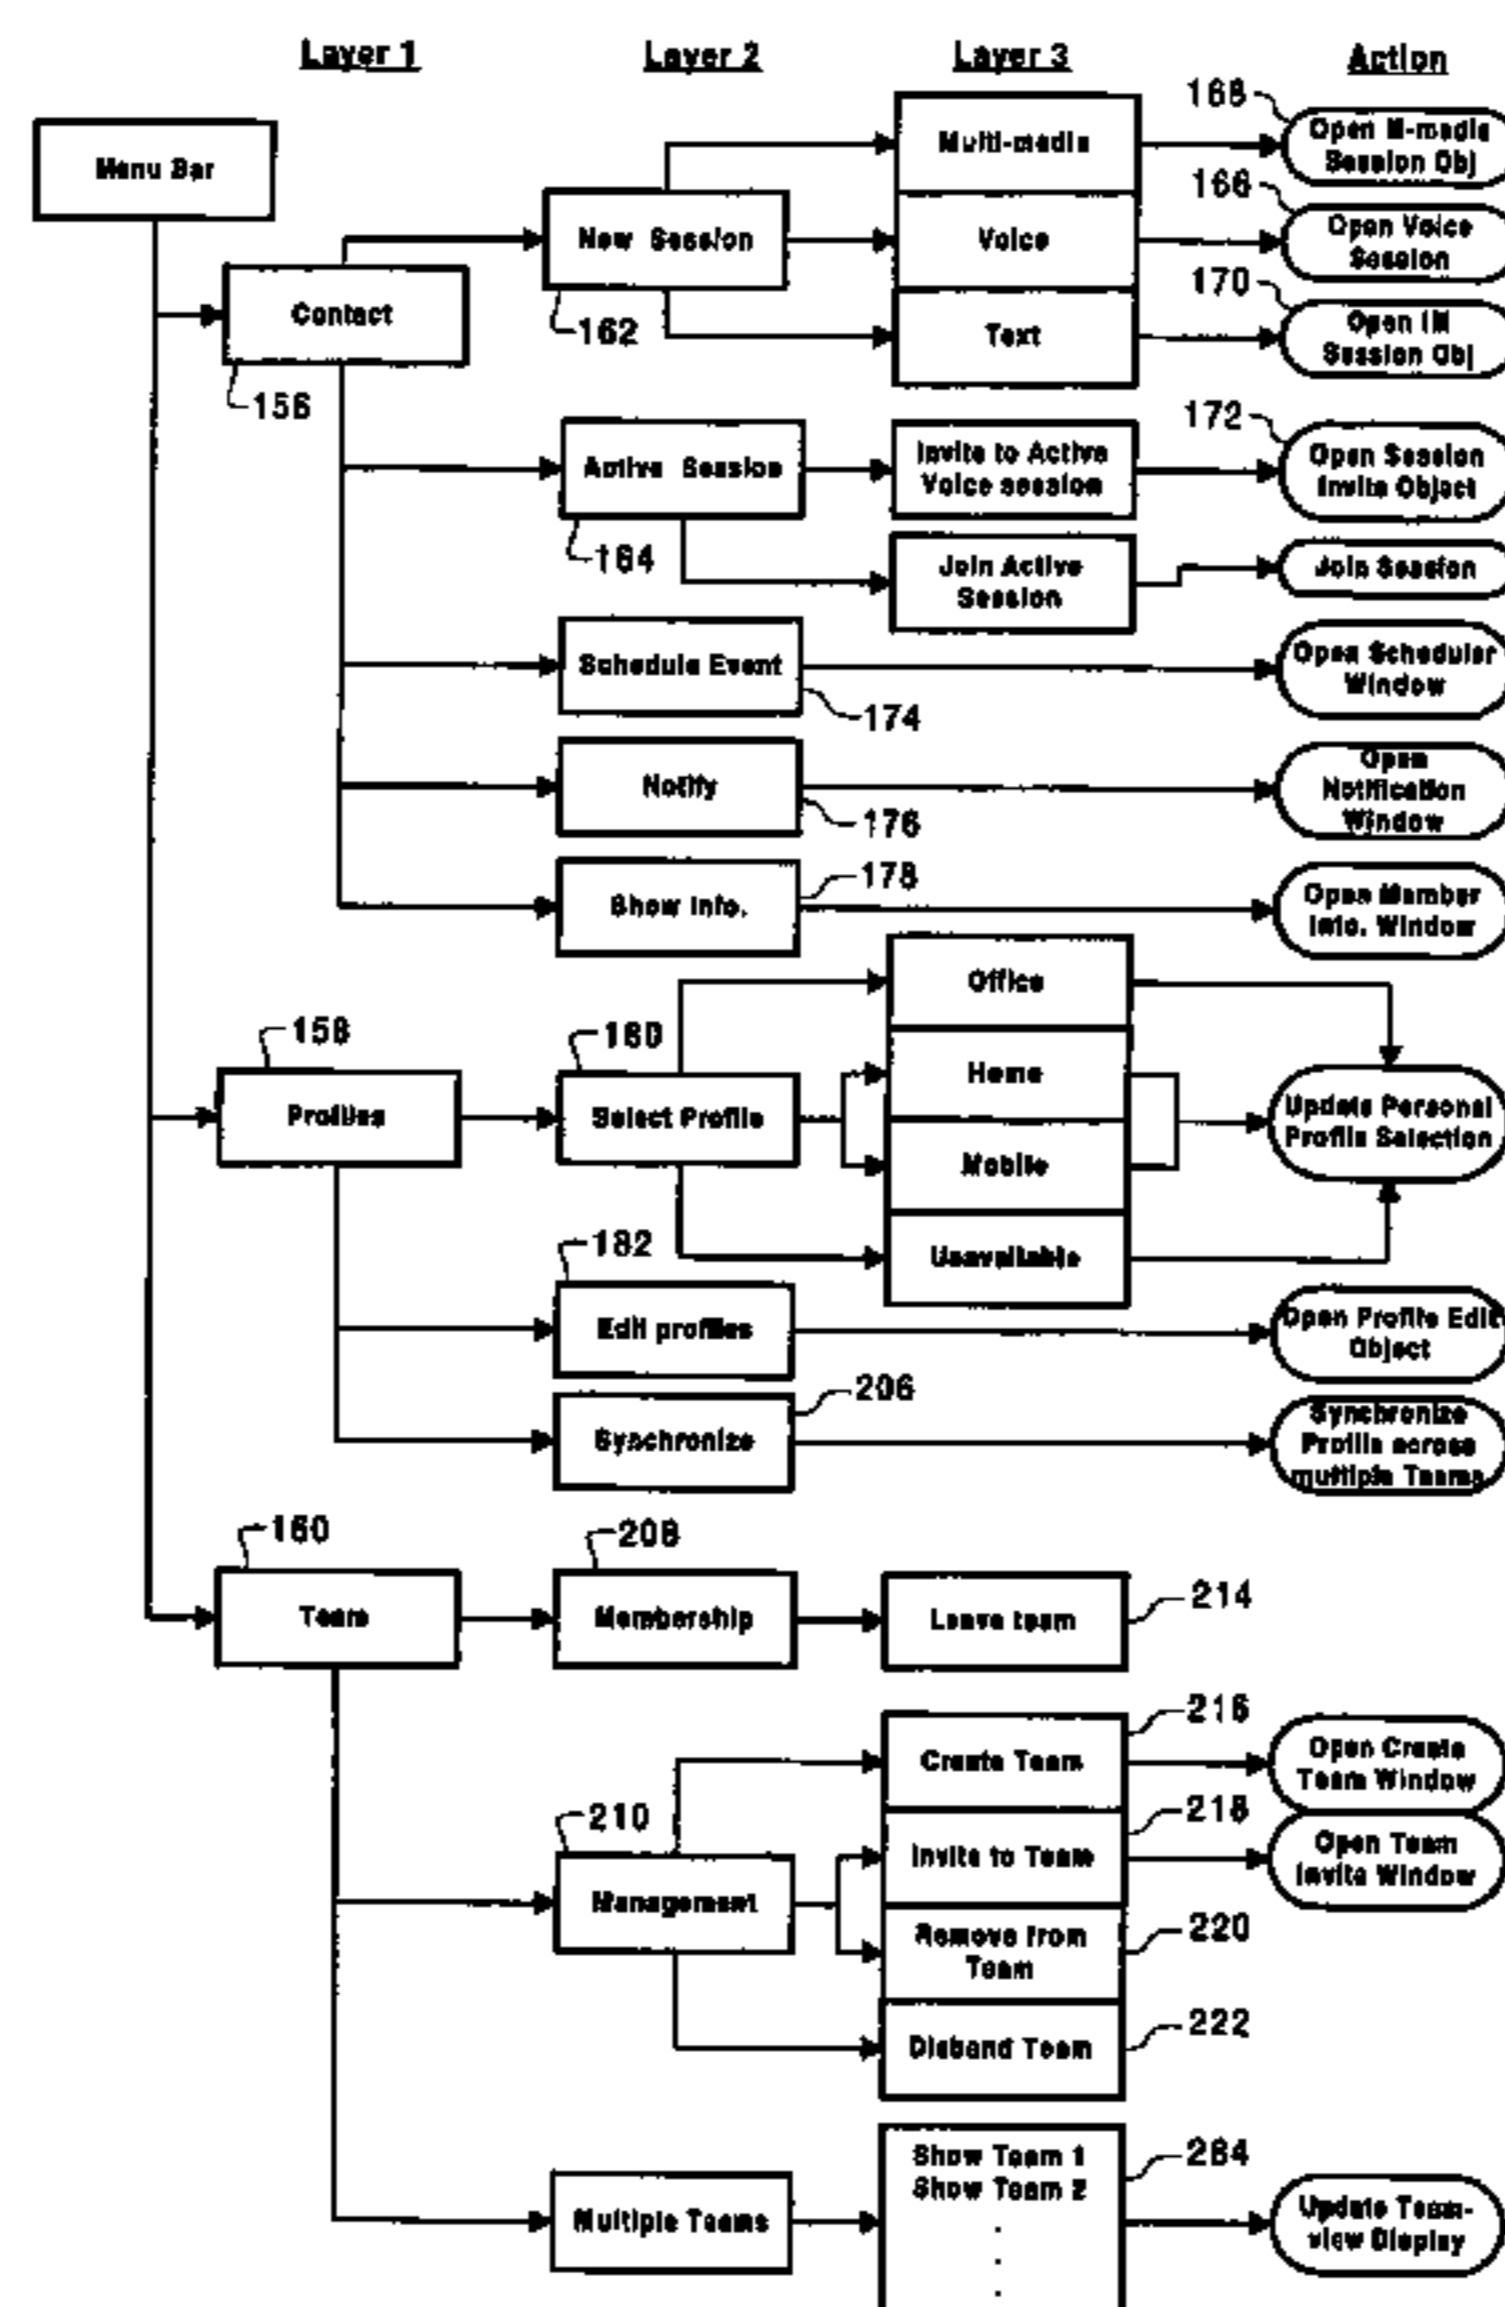 Layer 1
Layer 2
Layer 3
Action
Menu Bar
Contact
156
New Session
162
Multi-media
Voice
Text
168
Open M-media
Session Obj
166
Open Voice
Session
170
Open IM
Session Obj
Active Session
164
Invite to Active
Voice session
172
Open Session
Invite Object
Join Active
Session
Join Session
Schedule Event
174
Open Scheduler
Window
Notify
176
Open
Notification
Window
Show Info.
178
Open Member
Info. Window
158
Profiles
180
Select Profile
Office
Home
Mobile
Unavailable
Update Personal
Profile Selection
182
Edit profiles
Open Profile Edit
Object
206
Synchronize
Synchronize
Profile across
multiple Teams
160
Team
208
Membership
Leave team
214
210
Management
Create Team
216
Open Create
Team Window
Invite to Team
218
Open Team
Invite Window
Remove from
Team
220
Disband Team
222
Multiple Teams
Show Team 1
Show Team 2
.
.
.
284
Update Team-
view Display